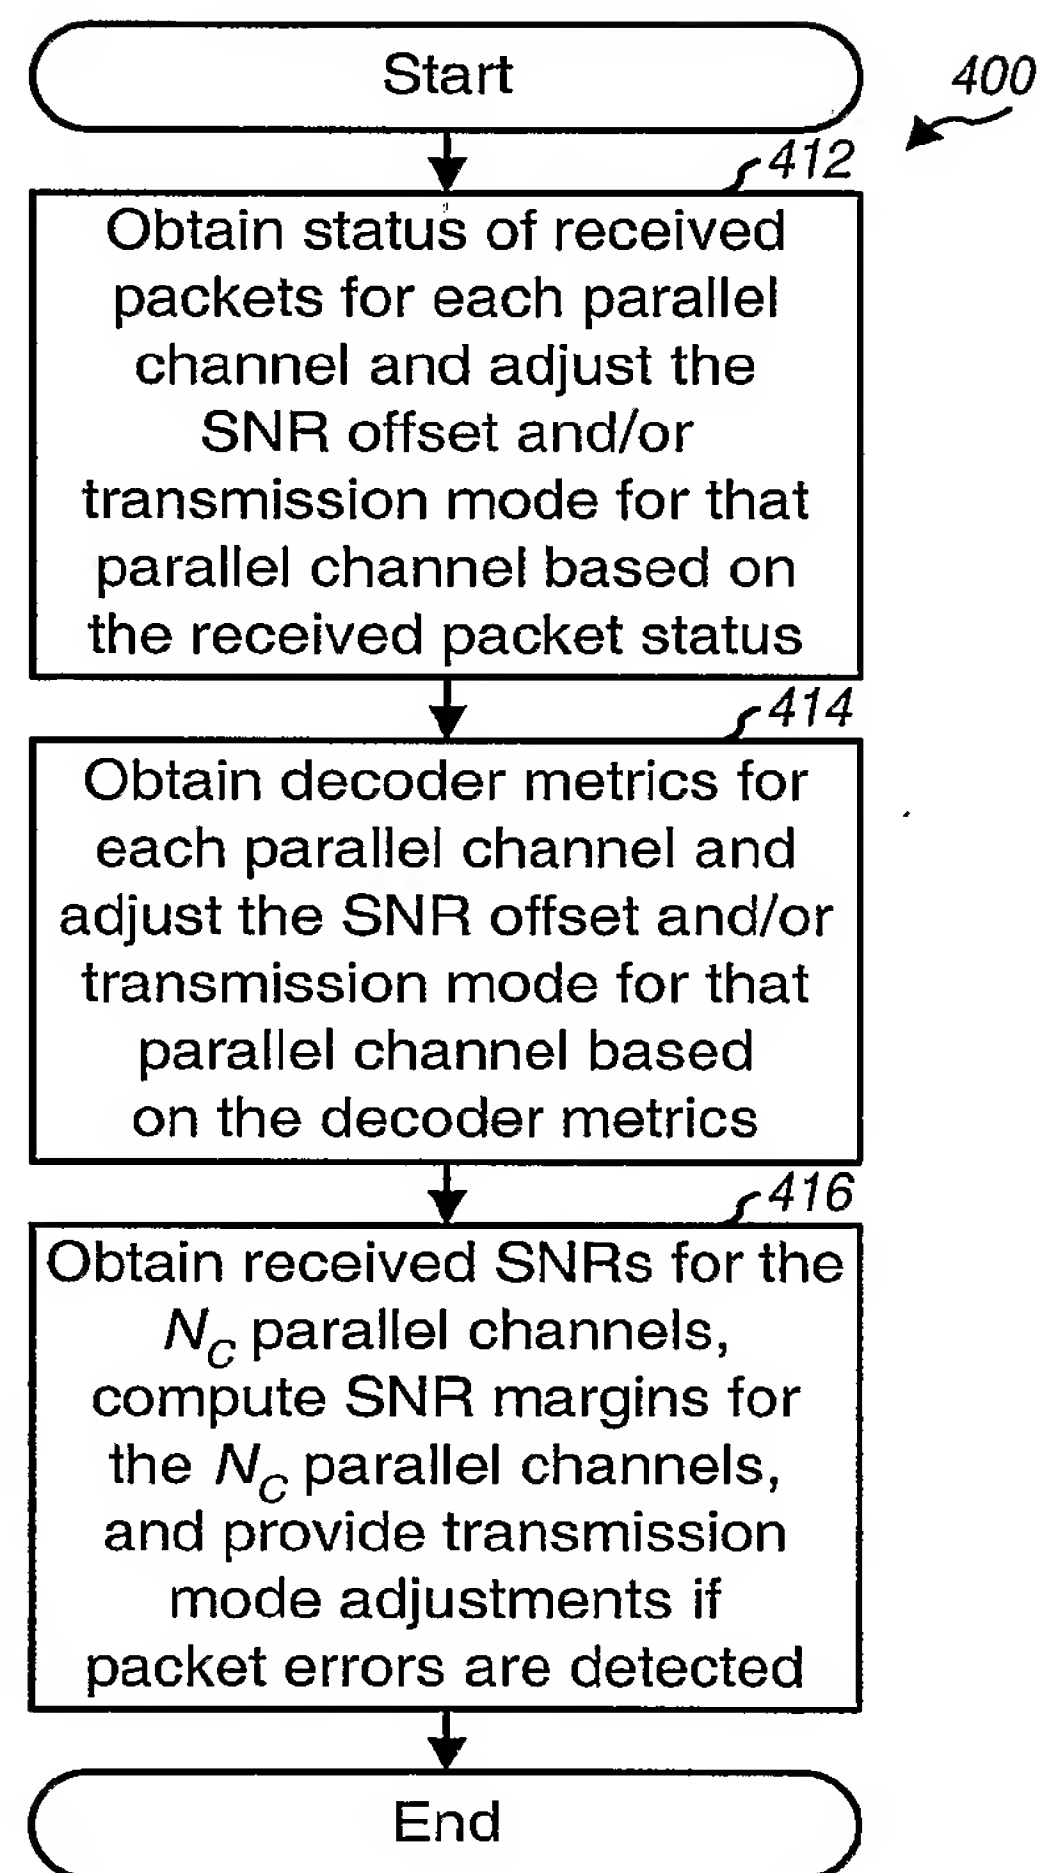 Start
400
412
Obtain status of received
packets for each parallel
channel and adjust the
SNR offset and/or
transmission mode for that
parallel channel based on
the received packet status
414
Obtain decoder metrics for
each parallel channel and
adjust the SNR offset and/or
transmission mode for that
parallel channel based
on the decoder metrics
416
Obtain received SNRs for the
N_C parallel channels,
compute SNR margins for
the N_C parallel channels,
and provide transmission
mode adjustments if
packet errors are detected
End